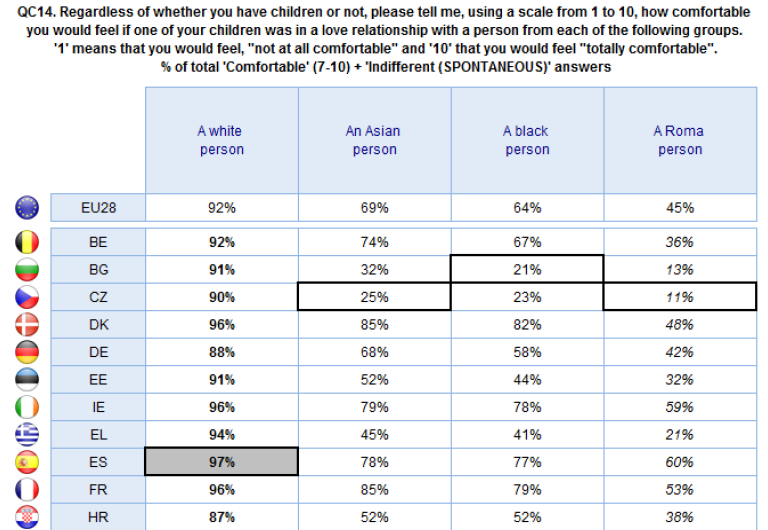 QC14. Regardless of whether you have children or not, please tell me, using a scale from 1 to 10, how comfortable
you would feel if one of your children was in a love relationship with a person from each of the following groups.
'1' means that you would feel, "not at all comfortable" and '10' that you would feel "totally comfortable".
% of total 'Comfortable' (7-10) + 'Indifferent (SPONTANEOUS)' answers
A white person An Asian person A black person A Roma person
EU28 92% 69% 64% 45%
BE 92% 74% 67% 36%
BG 91% 32% 21% 13%
CZ 90% 25% 23% 11%
DK 96% 85% 82% 48%
DE 88% 68% 58% 42%
EE 91% 52% 44% 32%
IE 96% 79% 78% 59%
EL 94% 45% 41% 21%
ES 97% 78% 77% 60%
FR 96% 85% 79% 53%
HR 87% 52% 52% 38%